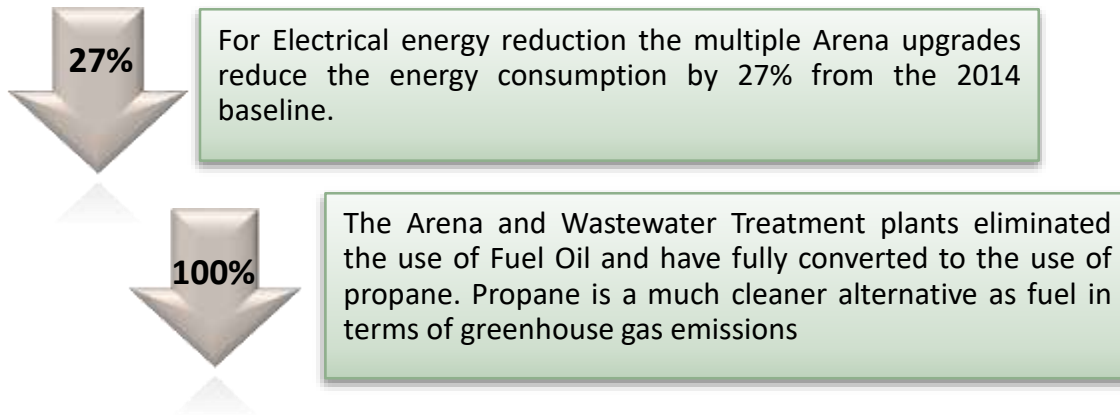 27%
For Electrical energy reduction the multiple Arena upgrades
reduce the energy consumption by 27% from the 2014
baseline.
100%
The Arena and Wastewater Treatment plants eliminated
the use of Fuel Oil and have fully converted to the use of
propane. Propane is a much cleaner alternative as fuel in
terms of greenhouse gas emissions